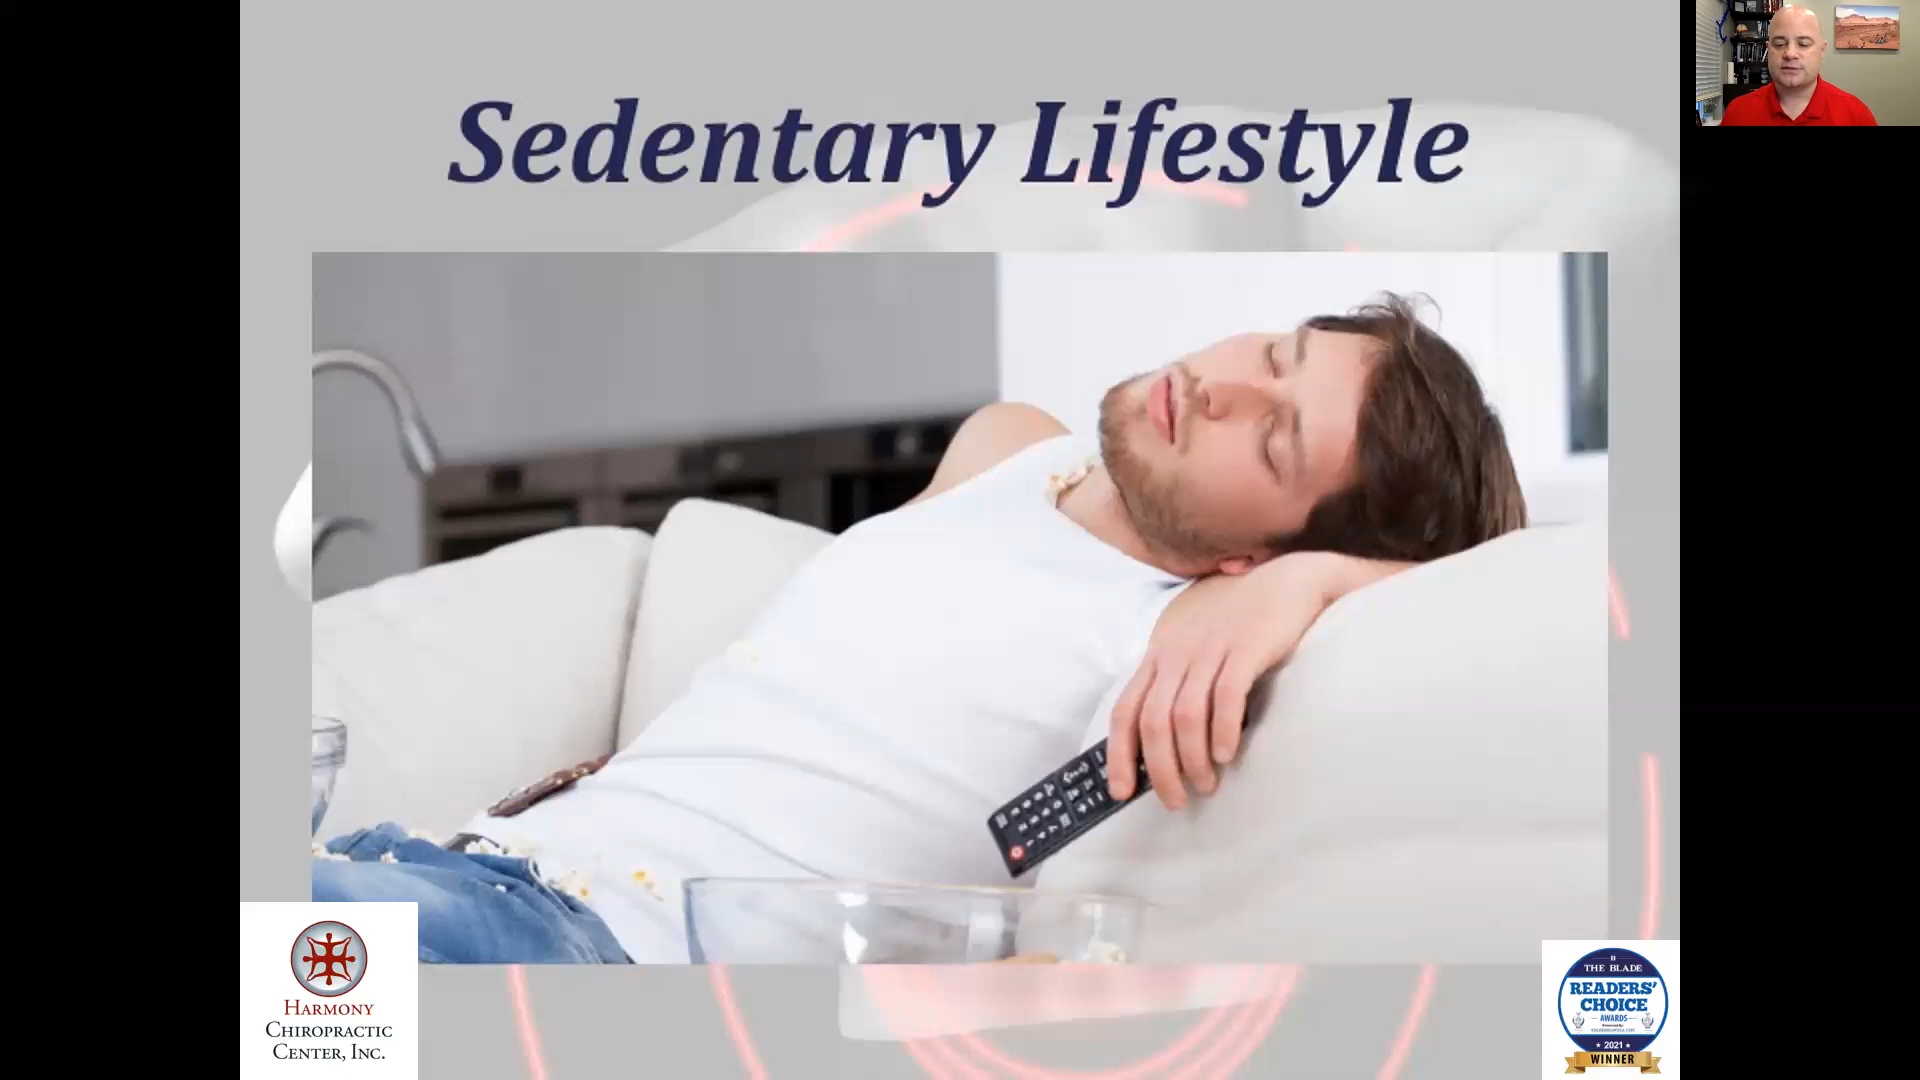 Sedentary Lifestyle
HARMONY
CHIROPRACTIC
CENTER, INC.
B
THE BLADE
READERS'
CHOICE
AWARDS
2021
WINNER